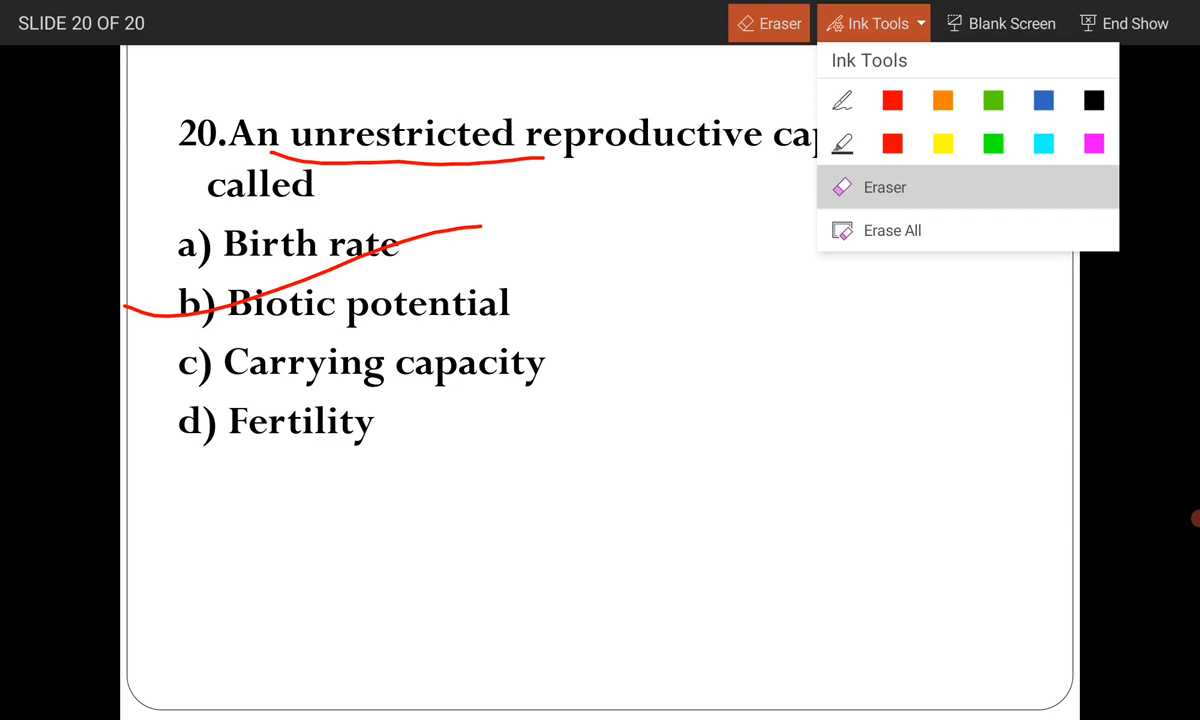 SLIDE 20 OF 20
Eraser
Ink Tools
Blank Screen
End Show
Ink Tools
Eraser
Erase All
20.An unrestricted reproductive
called
a) Birth rate
b) Biotic potential
c) Carrying capacity
d) Fertility